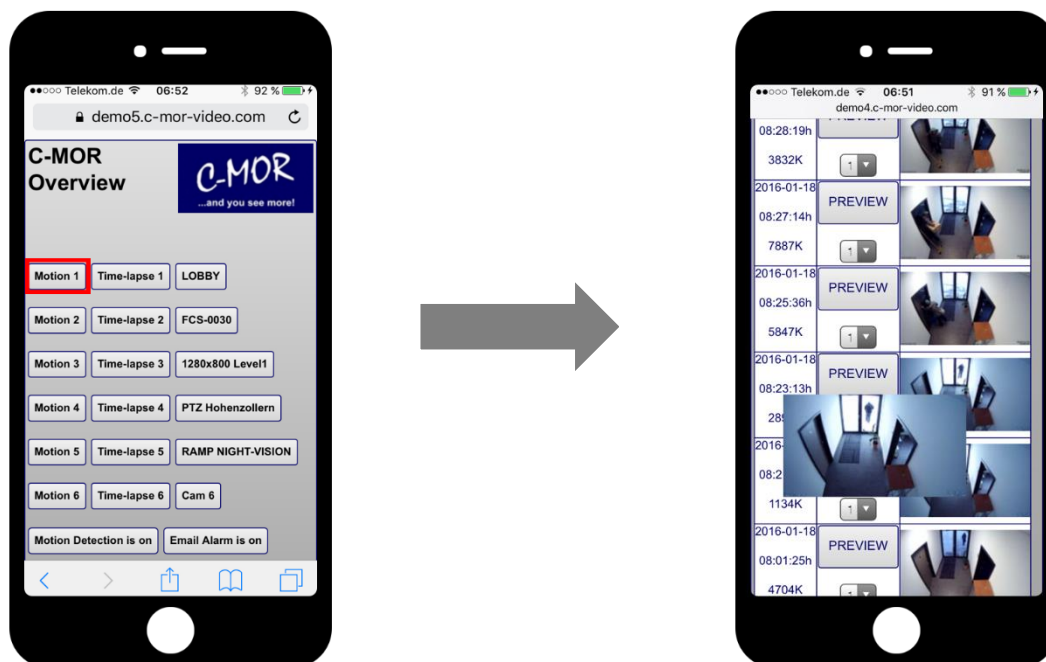 ●●○○○ Telekom.de 06:52 92 %
demo5.c-mor-video.com
C-MOR
Overview
C-MOR
...and you see more!
Motion 1 Time-lapse 1 LOBBY
Motion 2 Time-lapse 2 FCS-0030
Motion 3 Time-lapse 3 1280x800 Level1
Motion 4 Time-lapse 4 PTZ Hohenzollern
Motion 5 Time-lapse 5 RAMP NIGHT-VISION
Motion 6 Time-lapse 6 Cam 6
Motion Detection is on Email Alarm is on
●●○○○ Telekom.de 06:51 91 %
demo4.c-mor-video.com
PREVIEW
08:28:19h
3832K 1
2016-01-18
PREVIEW
08:27:14h
7887K 1
2016-01-18
PREVIEW
08:25:36h
5847K 1
2016-01-18
PREVIEW
08:23:13h
2016-
08:2
1134K 1
2016-01-18
PREVIEW
08:01:25h
4704K